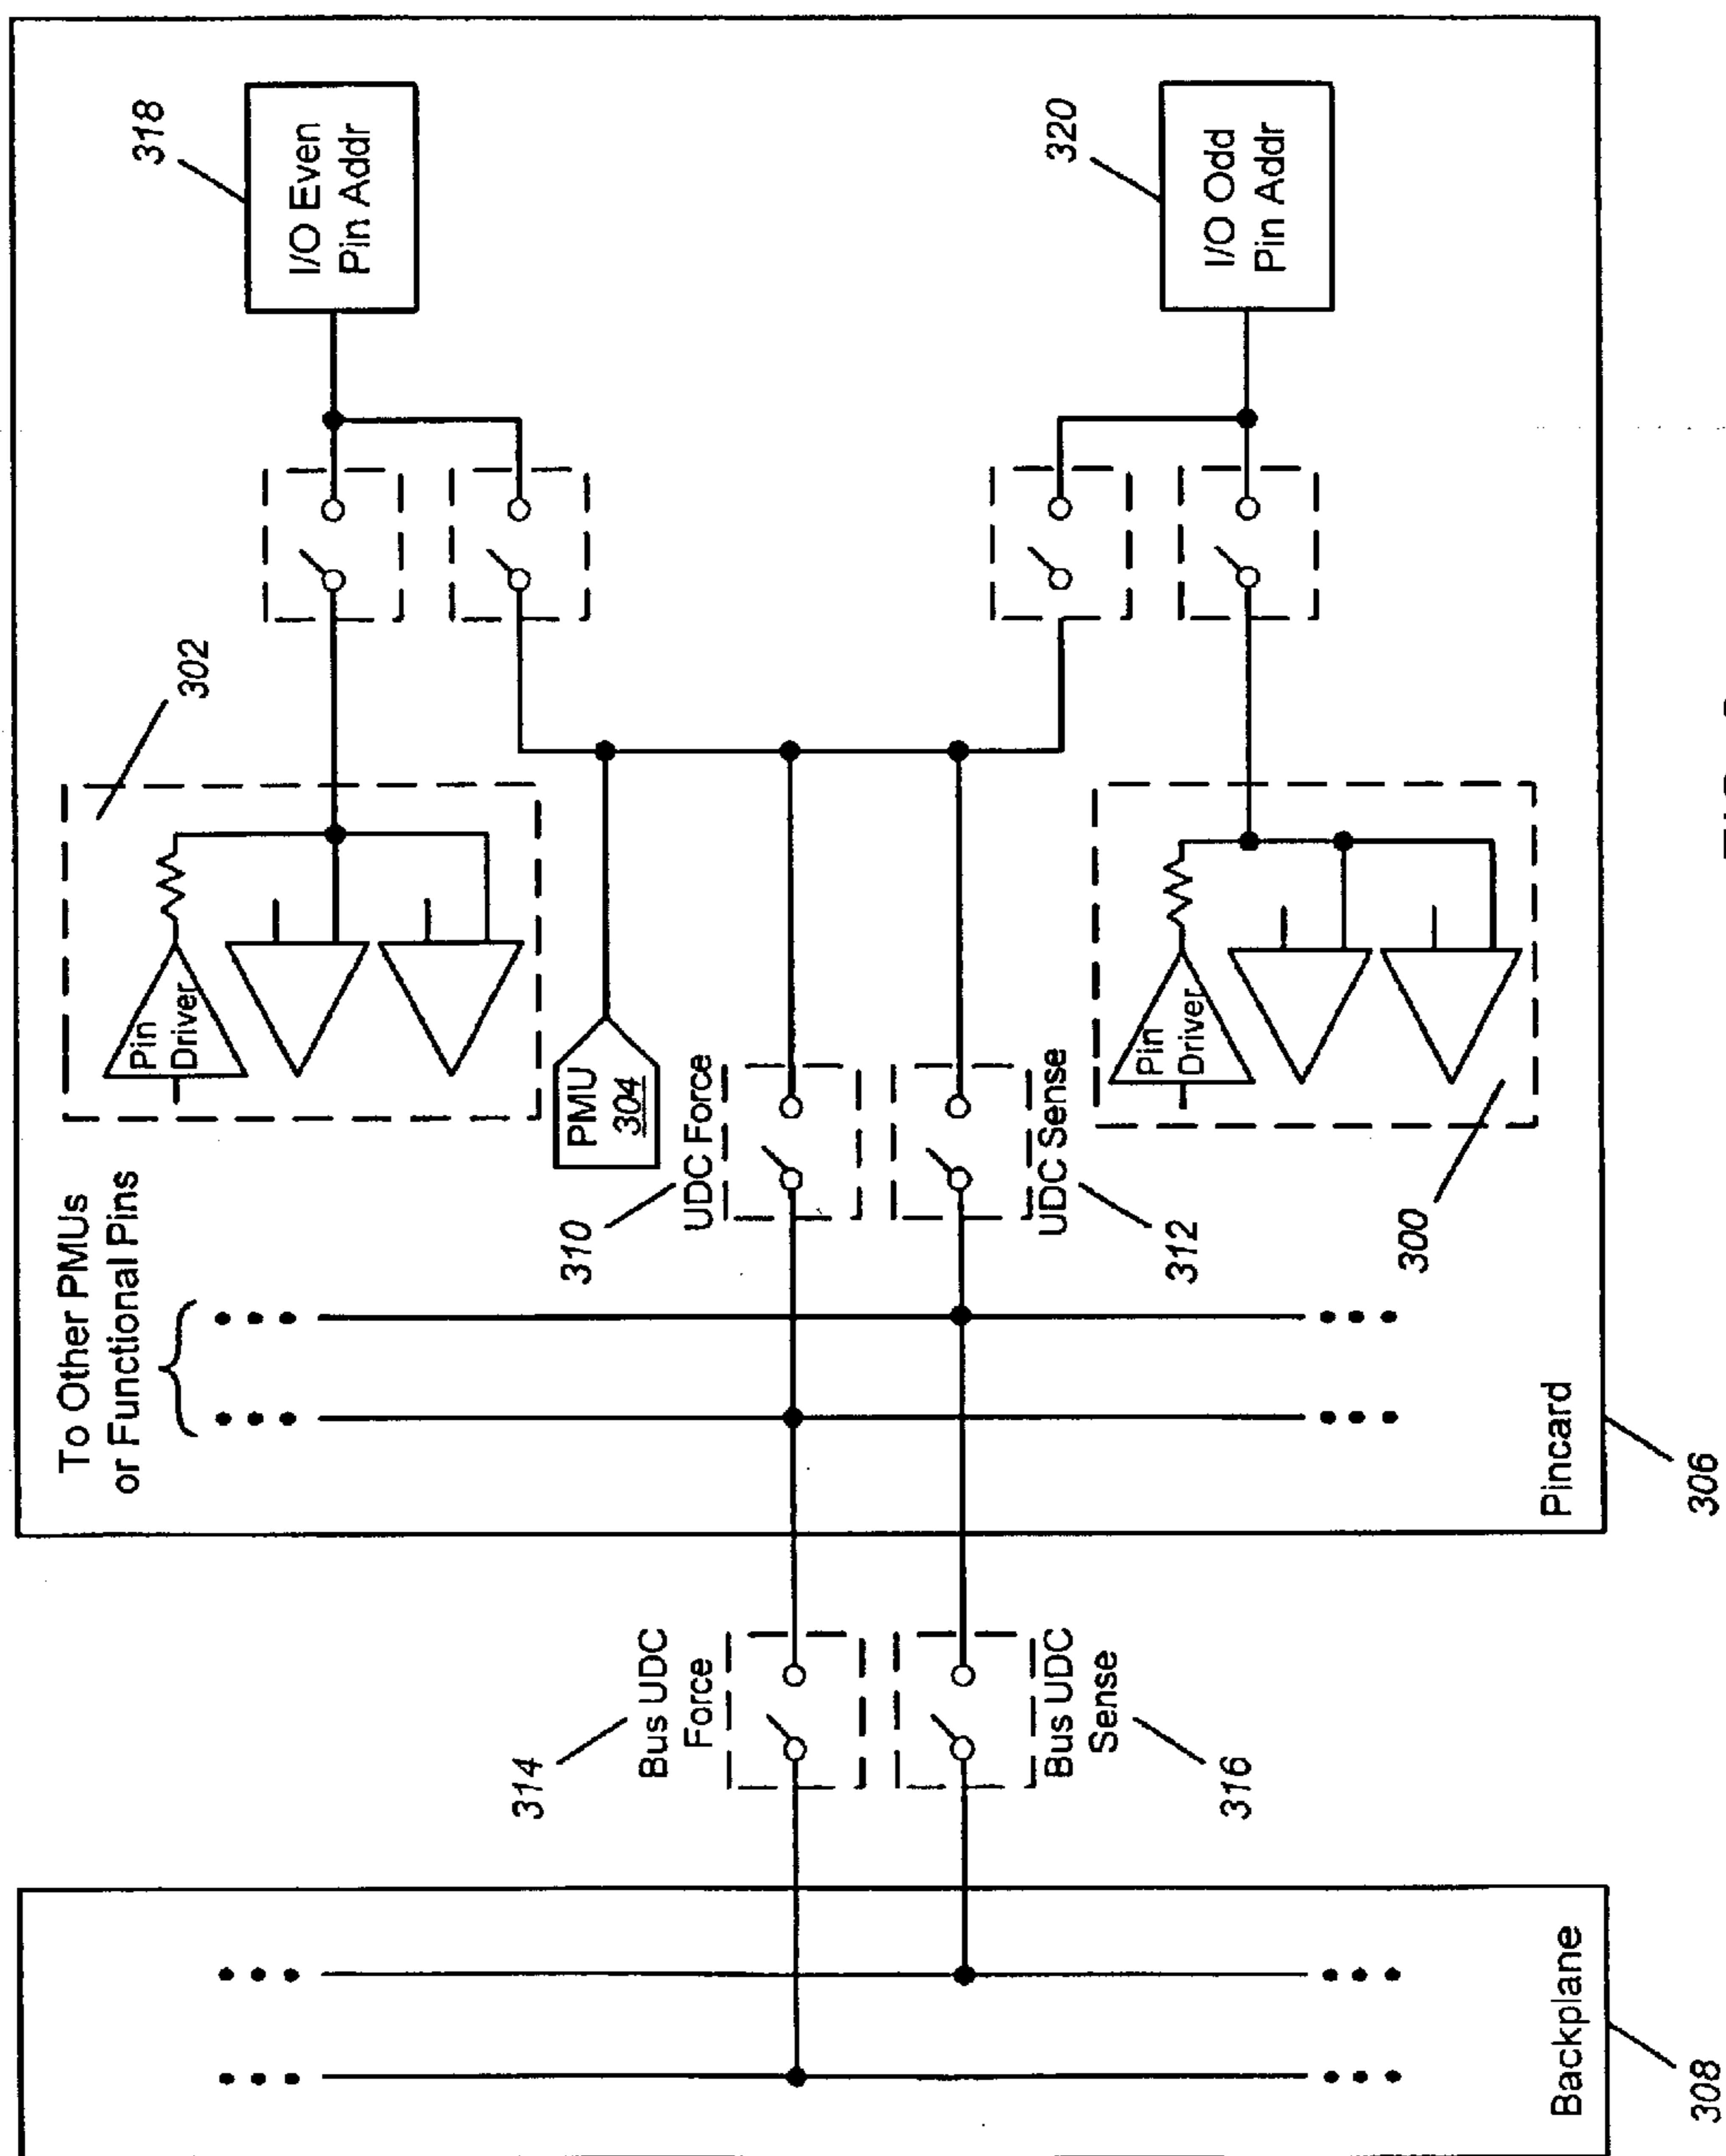 To Other PMUs
or Functional Pins
302
318
I/O Even
Pin Addr
Pin
Driver
PMU
304
314
Bus UDC
Force
310
UDC Force
Bus UDC
Sense
316
UDC Sense
312
320
I/O Odd
Pin Addr
Pin
Driver
300
Backplane
308
Pincard
306